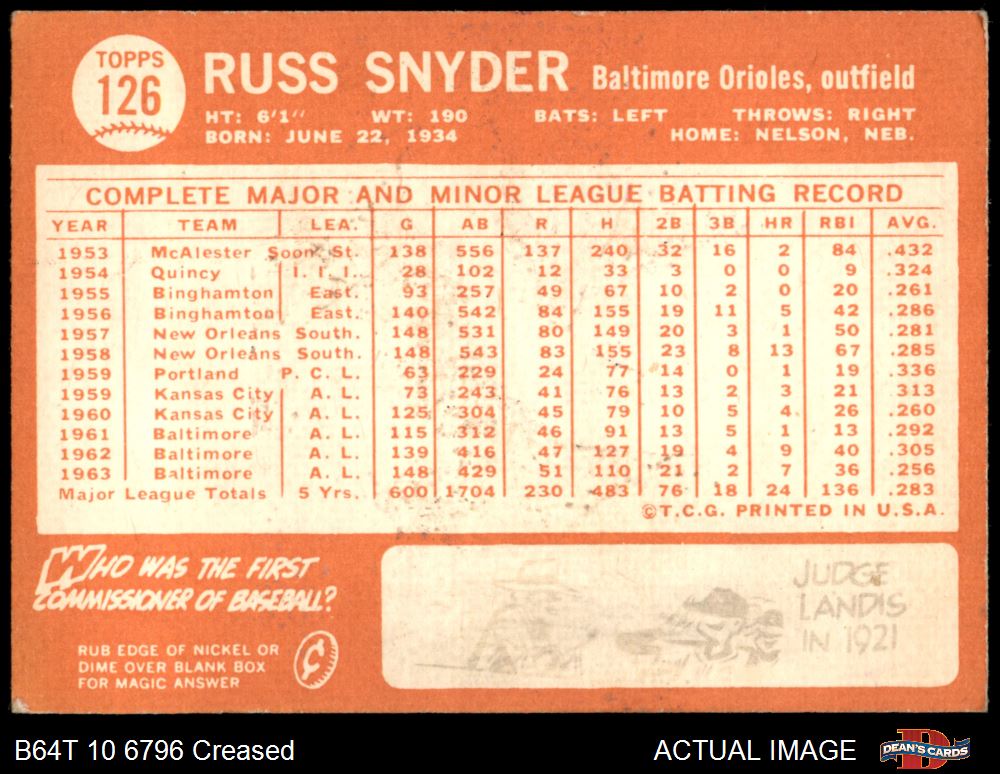 TOPPS
126
RUSS SNYDER Baltimore Orioles, outfield
HT: 6'1" WT: 190 BATS: LEFT THROWS: RIGHT
BORN: JUNE 22, 1934 HOME: NELSON, NEB.
COMPLETE MAJOR AND MINOR LEAGUE BATTING RECORD
YEAR TEAM LEA. G AB R H 2B 3B HR RBI AVG.
1953 McAlester Soon. St. 138 556 137 240 32 16 2 84 .432
1954 Quincy I. I. I. 28 102 12 33 3 0 0 9 .324
1955 Binghamton East. 93 257 49 67 10 2 0 20 .261
1956 Binghamton East. 140 542 84 155 19 11 5 42 .286
1957 New Orleans South. 148 531 80 149 20 3 1 50 .281
1958 New Orleans South. 148 543 83 155 23 8 13 67 .285
1959 Portland P. C. L. 63 229 24 77 14 0 1 19 .336
1959 Kansas City A. L. 73 243 41 76 13 2 3 21 .313
1960 Kansas City A. L. 125 304 45 79 10 5 4 26 .260
1961 Baltimore A. L. 115 312 46 91 13 5 1 13 .292
1962 Baltimore A. L. 139 416 47 127 19 4 9 40 .305
1963 Baltimore A. L. 148 429 51 110 21 2 7 36 .256
Major League Totals 5 Yrs. 600 1704 230 483 76 18 24 136 .283
©T.C.G. PRINTED IN U.S.A.
WHO WAS THE FIRST
COMMISSIONER OF BASEBALL?
RUB EDGE OF NICKEL OR
DIME OVER BLANK BOX
FOR MAGIC ANSWER
¢
JUDGE
LANDIS
IN 1921
B64T 10 6796 Creased ACTUAL IMAGE
DEAN'S CARDS